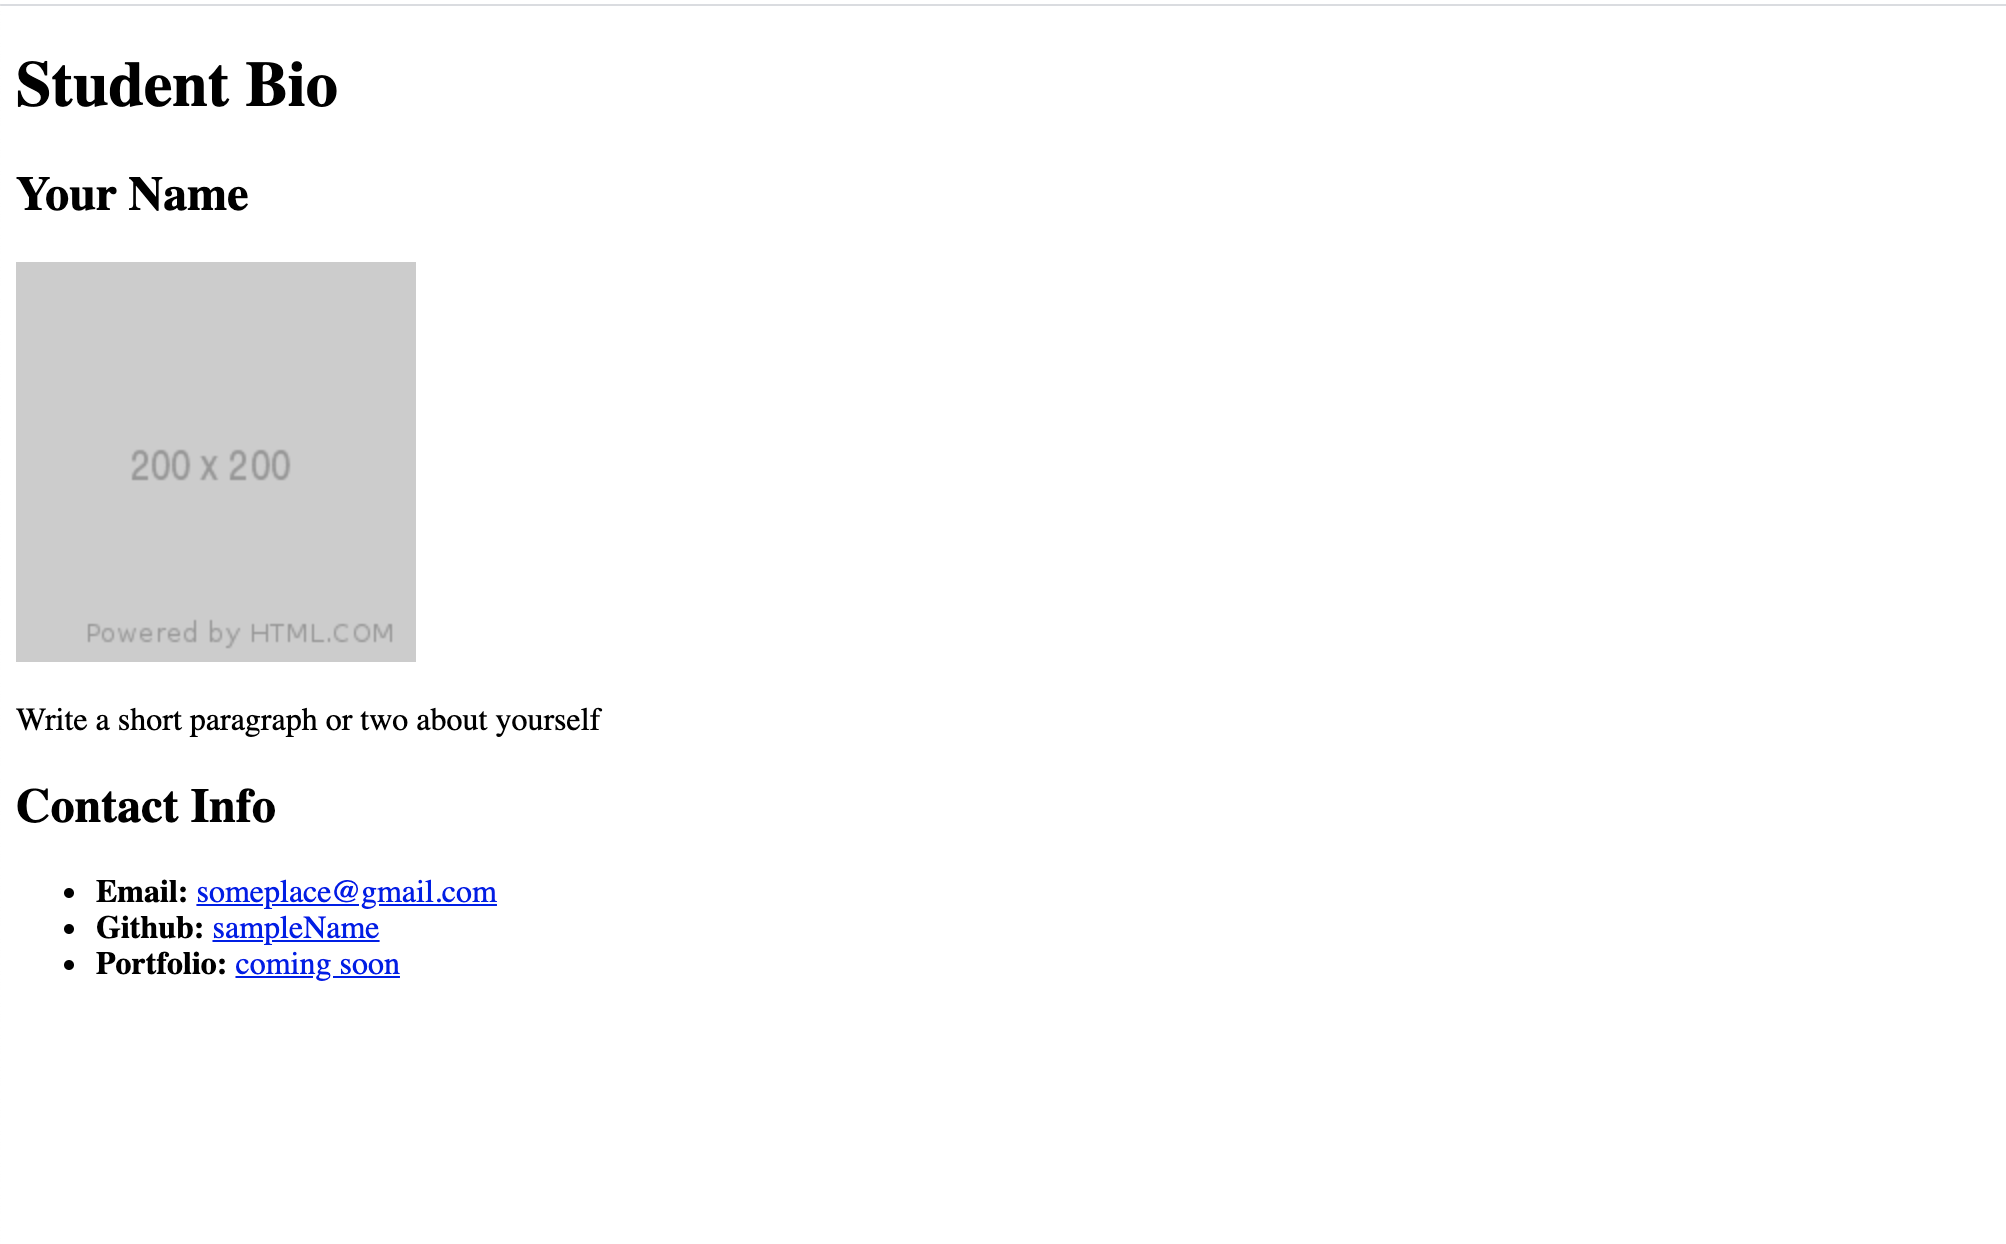 Student Bio
Your Name
200 x 200
Powered by HTML.COM
Write a short paragraph or two about yourself
Contact Info
Email: someplace@gmail.com
Github: sampleName
Portfolio: coming soon